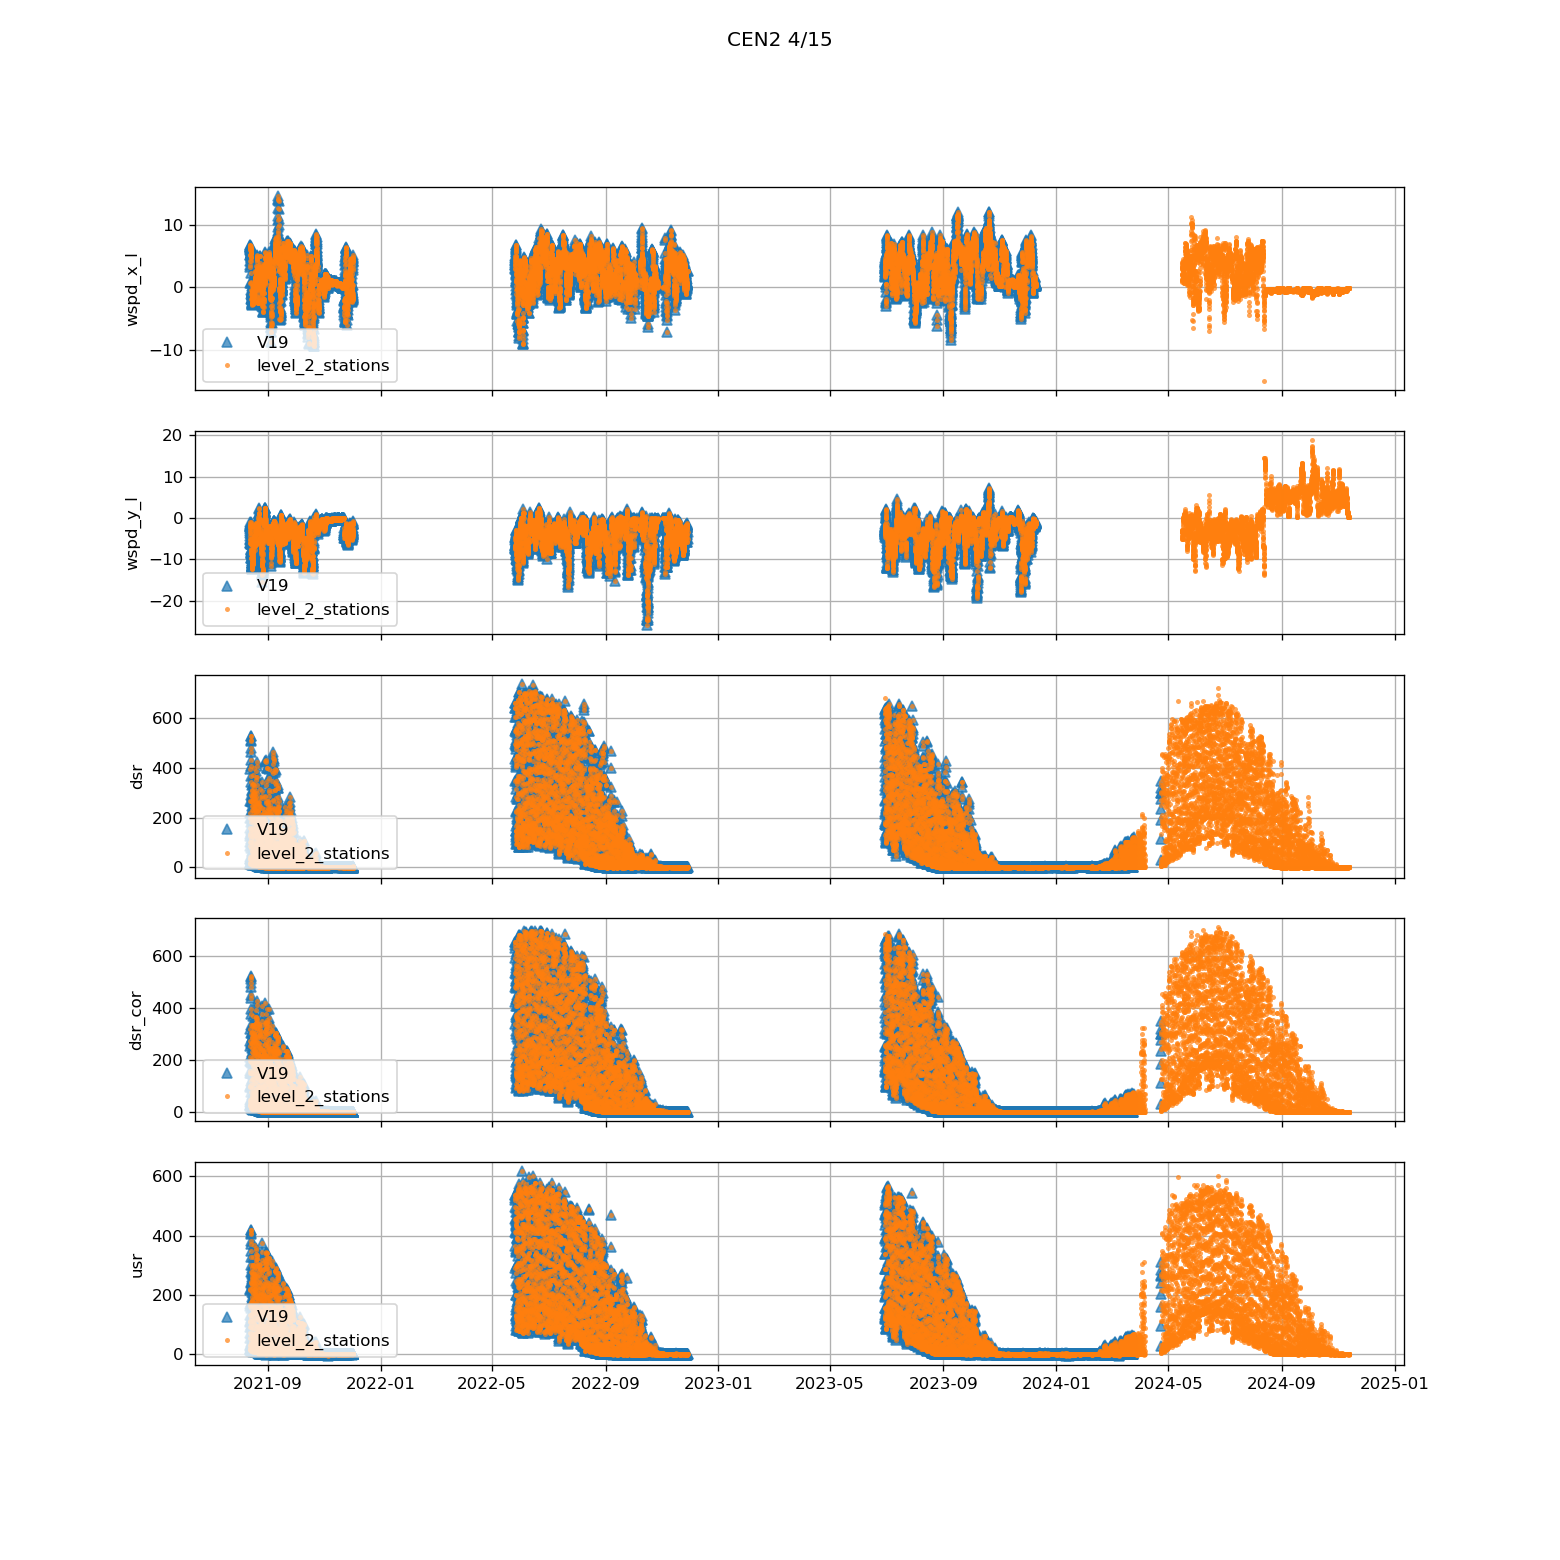 CEN2 4/15
10
0
−10
wspd_x_l
V19
level_2_stations
20
10
0
−10
−20
wspd_y_l
V19
level_2_stations
600
400
200
0
dsr
V19
level_2_stations
600
400
200
0
dsr_cor
V19
level_2_stations
600
400
200
0
usr
V19
level_2_stations
2021-09 2022-01 2022-05 2022-09 2023-01 2023-05 2023-09 2024-01 2024-05 2024-09 2025-01